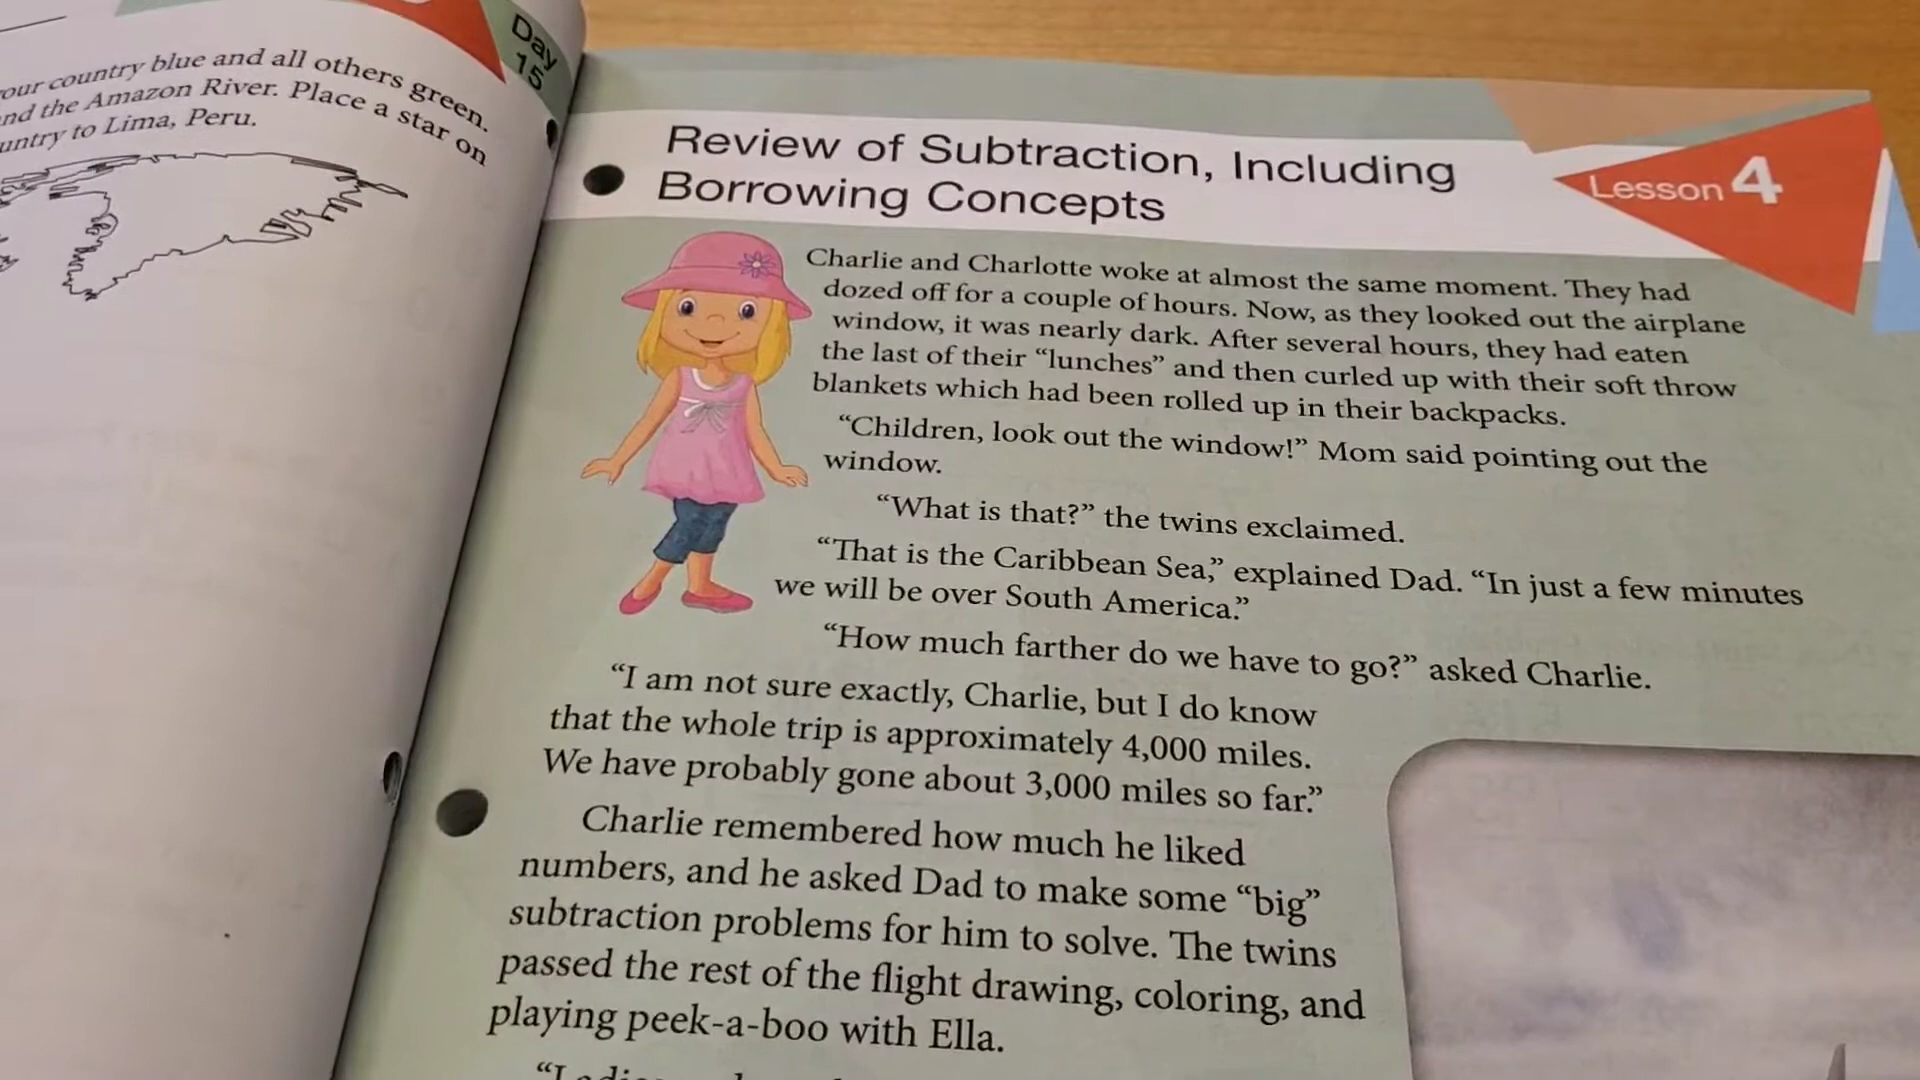 our country blue and all others green.
nd the Amazon River. Place a star on
untry to Lima, Peru.
Day
15
Review of Subtraction, Including
Borrowing Concepts
Lesson 4
Charlie and Charlotte woke at almost the same moment. They had
dozed off for a couple of hours. Now, as they looked out the airplane
window, it was nearly dark. After several hours, they had eaten
the last of their “lunches” and then curled up with their soft throw
blankets which had been rolled up in their backpacks.
“Children, look out the window!” Mom said pointing out the
window.
“What is that?” the twins exclaimed.
“That is the Caribbean Sea,” explained Dad. “In just a few minutes
we will be over South America.”
“How much farther do we have to go?” asked Charlie.
“I am not sure exactly, Charlie, but I do know
that the whole trip is approximately 4,000 miles.
We have probably gone about 3,000 miles so far.”
Charlie remembered how much he liked
numbers, and he asked Dad to make some “big”
subtraction problems for him to solve. The twins
passed the rest of the flight drawing, coloring, and
playing peek-a-boo with Ella.